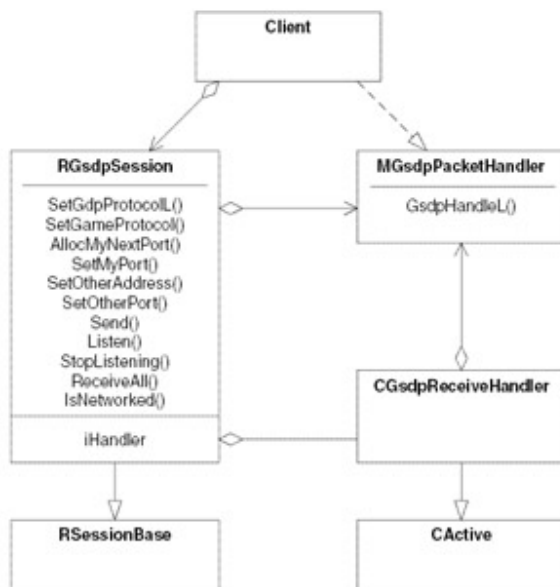 Client
RGsdpSession
SetGdpProtocolL()
SetGameProtocol()
AllocMyNextPort()
SetMyPort()
SetOtherAddress()
SetOtherPort()
Send()
Listen()
StopListening()
ReceiveAll()
IsNetworked()
iHandler
MGsdpPacketHandler
GsdpHandleL()
CGsdpReceiveHandler
RSessionBase
CActive